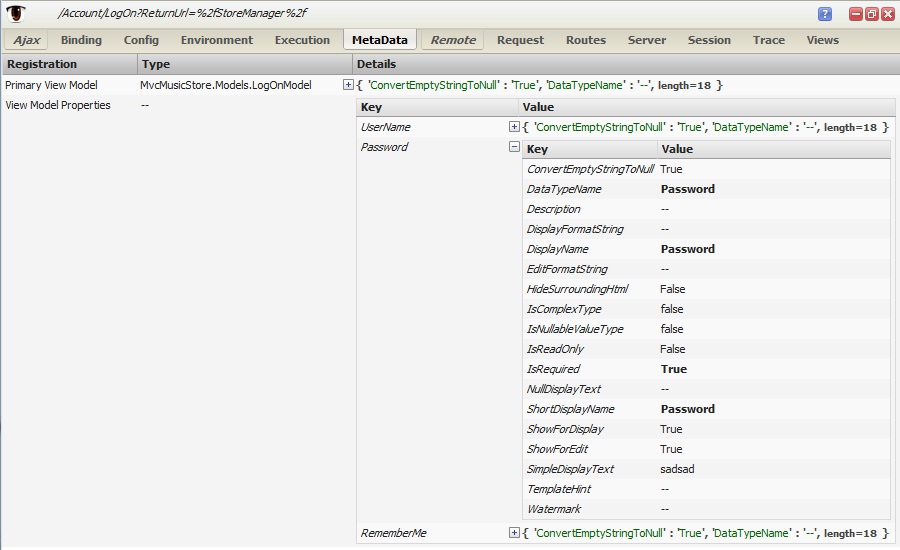 /Account/LogOn?ReturnUrl=%2fStoreManager%2f ?
Ajax Binding Config Environment Execution MetaData Remote Request Routes Server Session Trace Views
Registration Type Details
Primary View Model MvcMusicStore.Models.LogOnModel { 'ConvertEmptyStringToNull' : 'True', 'DataTypeName' : '--', length=18 }
View Model Properties -- Key Value
UserName { 'ConvertEmptyStringToNull' : 'True', 'DataTypeName' : '--', length=18 }
Password Key Value
ConvertEmptyStringToNull True
DataTypeName Password
Description --
DisplayFormatString --
DisplayName Password
EditFormatString --
HideSurroundingHtml False
IsComplexType false
IsNullableValueType false
IsReadOnly False
IsRequired True
NullDisplayText --
ShortDisplayName Password
ShowForDisplay True
ShowForEdit True
SimpleDisplayText sadsad
TemplateHint --
Watermark --
RememberMe { 'ConvertEmptyStringToNull' : 'True', 'DataTypeName' : '--', length=18 }